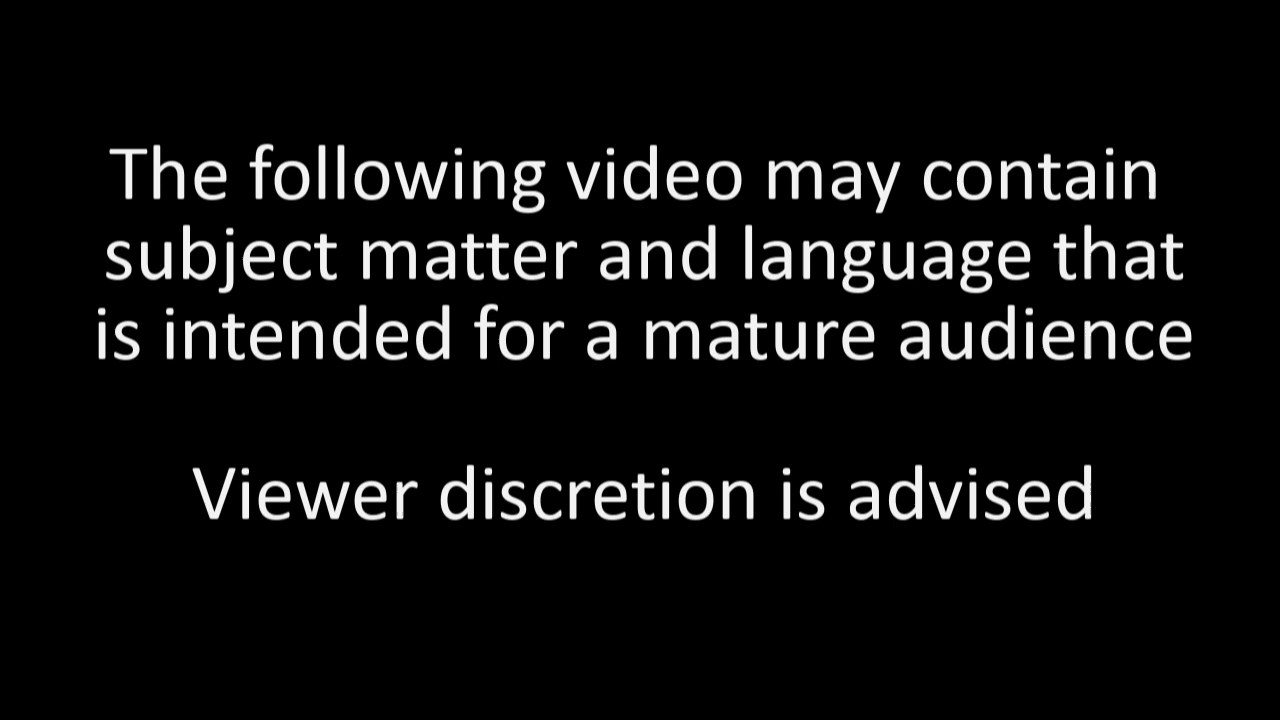 The following video may contain
subject matter and language that
is intended for a mature audience
Viewer discretion is advised